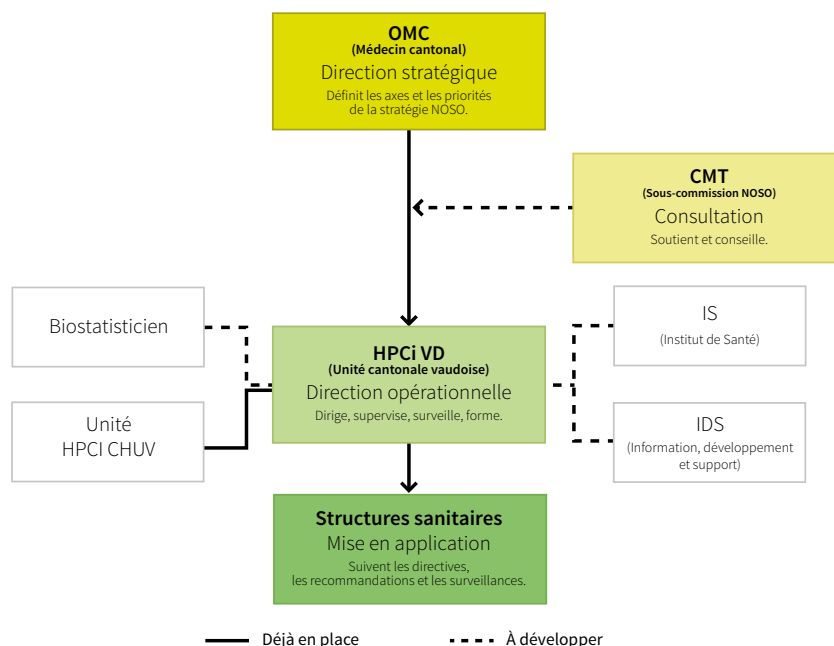 OMC
(Médecin cantonal)
Direction stratégique
Définit les axes et les priorités
de la stratégie NOSO.
CMT
(Sous-commission NOSO)
Consultation
Soutient et conseille.
Biostatisticien
IS
(Institut de Santé)
HPCi VD
(Unité cantonale vaudoise)
Direction opérationnelle
Dirige, supervise, surveille, forme.
Unité
HPCI CHUV
IDS
(Information, développement
et support)
Structures sanitaires
Mise en application
Suivent les directives,
les recommandations et les surveillances.
Déjà en place
À développer